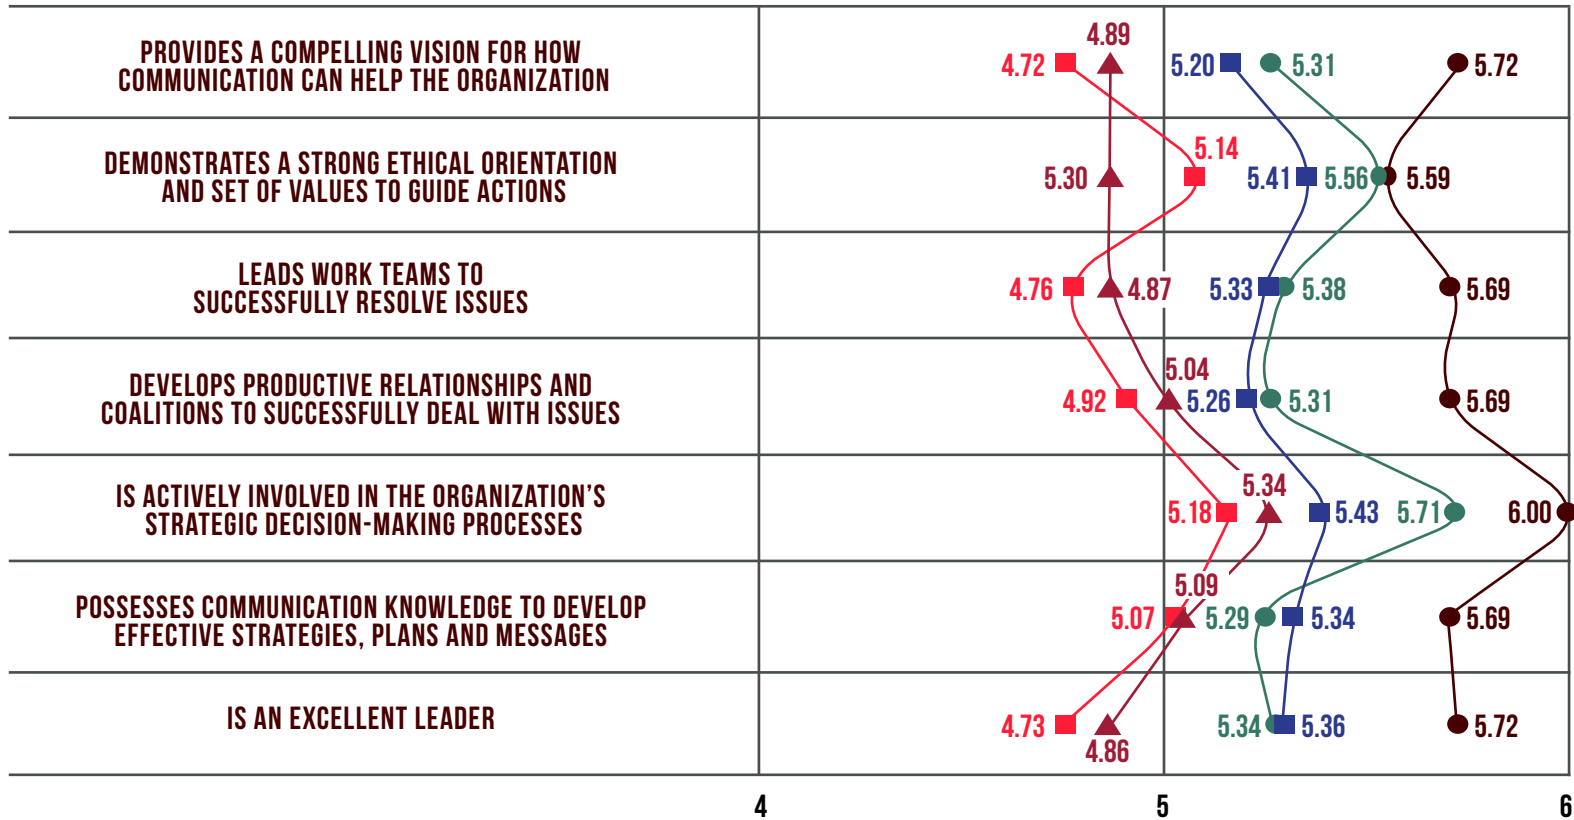 PROVIDES A COMPELLING VISION FOR HOW
COMMUNICATION CAN HELP THE ORGANIZATION
4.72
4.89
5.20
5.31
5.72
DEMONSTRATES A STRONG ETHICAL ORIENTATION
AND SET OF VALUES TO GUIDE ACTIONS
5.30
5.14
5.41
5.56
5.59
LEADS WORK TEAMS TO
SUCCESSFULLY RESOLVE ISSUES
4.76
4.87
5.33
5.38
5.69
DEVELOPS PRODUCTIVE RELATIONSHIPS AND
COALITIONS TO SUCCESSFULLY DEAL WITH ISSUES
4.92
5.04
5.26
5.31
5.69
IS ACTIVELY INVOLVED IN THE ORGANIZATION’S
STRATEGIC DECISION-MAKING PROCESSES
5.18
5.34
5.43
5.71
6.00
POSSESSES COMMUNICATION KNOWLEDGE TO DEVELOP
EFFECTIVE STRATEGIES, PLANS AND MESSAGES
5.07
5.09
5.29
5.34
5.69
IS AN EXCELLENT LEADER
4.73
4.86
5.34
5.36
5.72
4
5
6